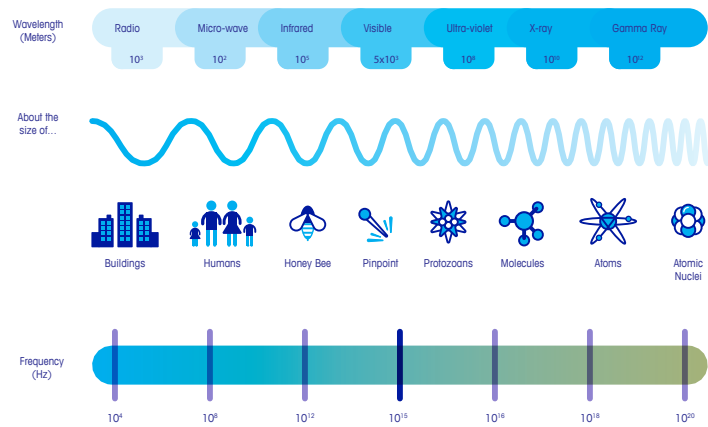 Wavelength
(Meters)
Radio Micro-wave Infrared Visible Ultra-violet X-ray Gamma Ray
10³ 10² 10⁵ 5x10³ 10⁸ 10¹⁰ 10¹²
About the
size of...
Buildings Humans Honey Bee Pinpoint Protozoans Molecules Atoms Atomic
Nuclei
Frequency
(Hz)
10⁴ 10⁸ 10¹² 10¹⁵ 10¹⁶ 10¹⁸ 10²⁰